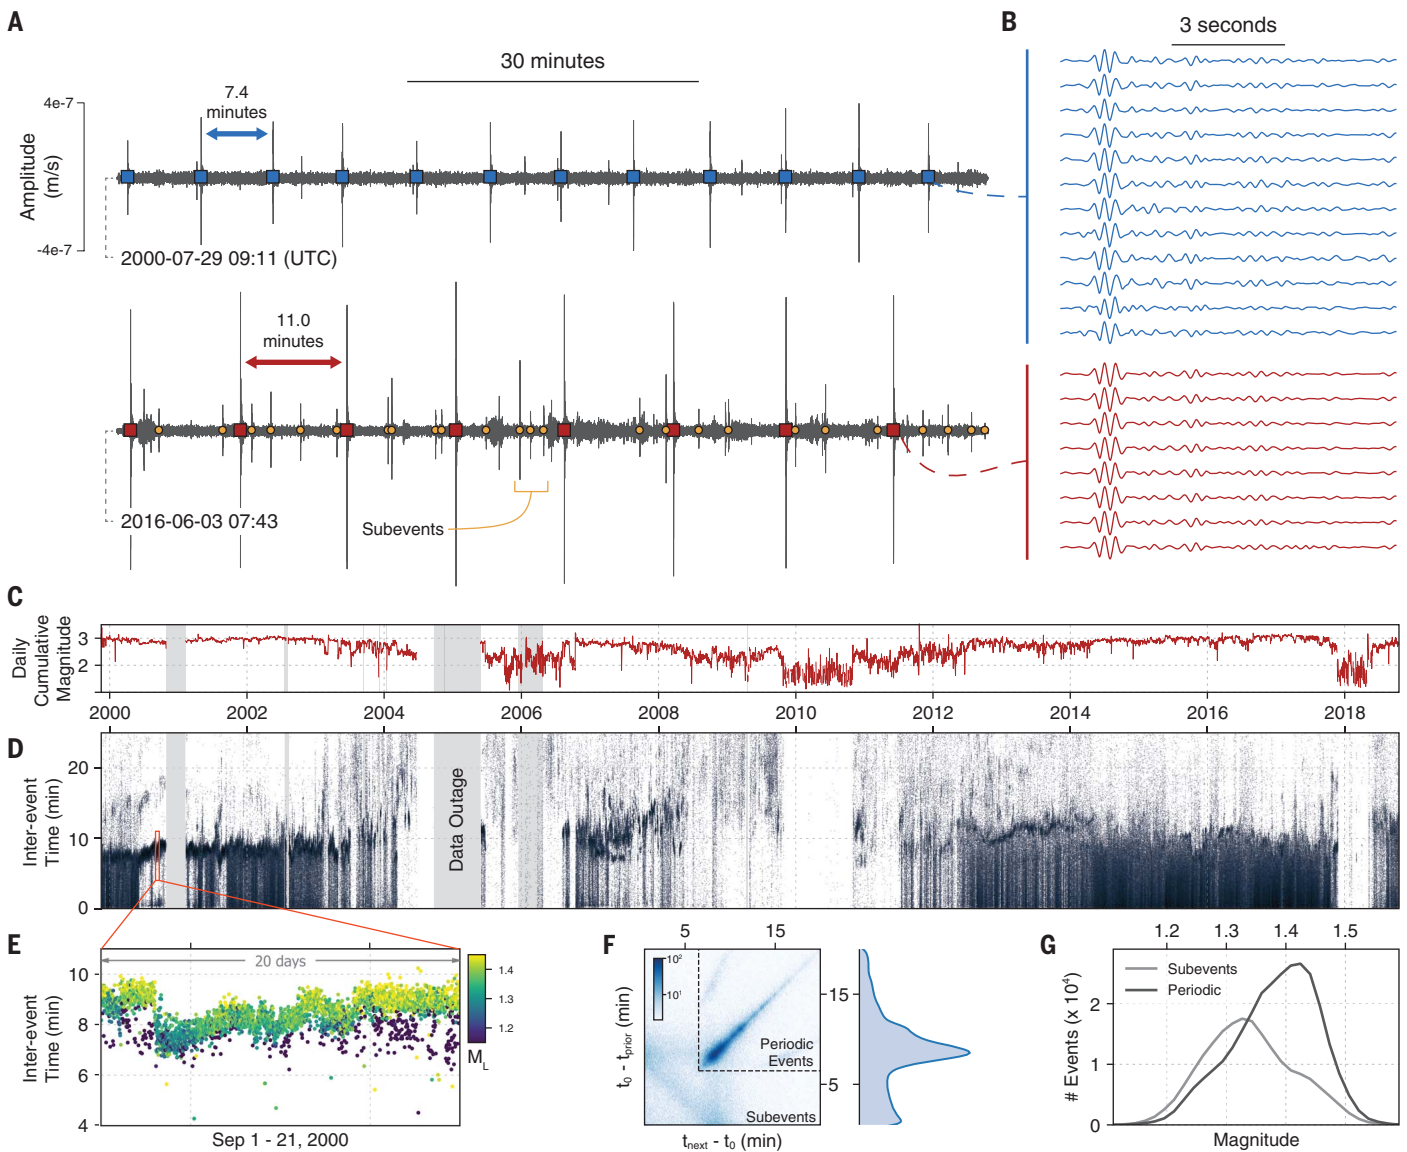 A
B
30 minutes
3 seconds
7.4
minutes
4e-7
Amplitude
(m/s)
-4e-7
2000-07-29 09:11 (UTC)
11.0
minutes
2016-06-03 07:43
Subevents
C
Daily
Cumulative
Magnitude
3
2
2000 2002 2004 2006 2008 2010 2012 2014 2016 2018
D
Inter-event
Time (min)
20
10
0
Data Outage
E
20 days
Inter-event
Time (min)
10
8
6
4
1.4
1.3
1.2
M_L
Sep 1 - 21, 2000
F
5 15
10²
10¹
t₀ - t_prior (min)
Periodic
Events
Subevents
15
5
t_next - t₀ (min)
G
1.2 1.3 1.4 1.5
Subevents
Periodic
# Events (x 10⁴)
2
1
0
Magnitude